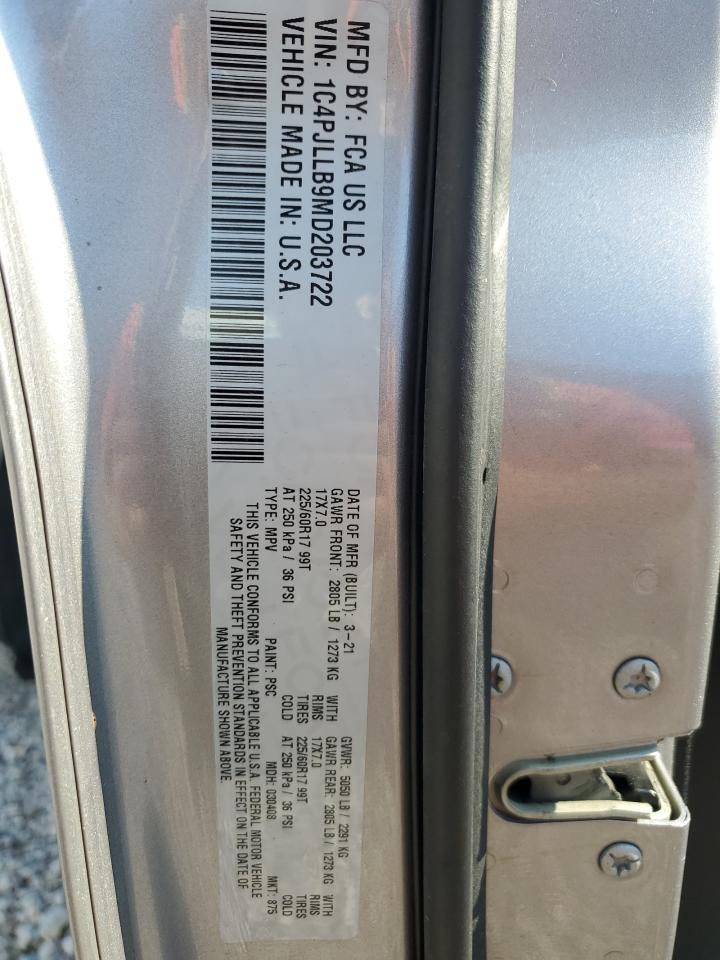 MFD BY: FCA US LLC
VIN: 1C4PJLLB9MD203722
VEHICLE MADE IN: U.S.A.
DATE OF MFR (BUILT): 3-21 GVWR: 5050 LB / 2291 KG
GAWR FRONT: 2805 LB / 1273 KG WITH GAWR REAR: 2805 LB / 1273 KG WITH
17X7.0 RIMS 17X7.0 RIMS
225/60R17 99T TIRES 225/60R17 99T TIRES
AT 250 kPa / 36 PSI COLD AT 250 kPa / 36 PSI COLD
TYPE: MPV PAINT: PSC MDH: 030408 MKT: 875
THIS VEHICLE CONFORMS TO ALL APPLICABLE U.S.A. FEDERAL MOTOR VEHICLE
SAFETY AND THEFT PREVENTION STANDARDS IN EFFECT ON THE DATE OF
MANUFACTURE SHOWN ABOVE.